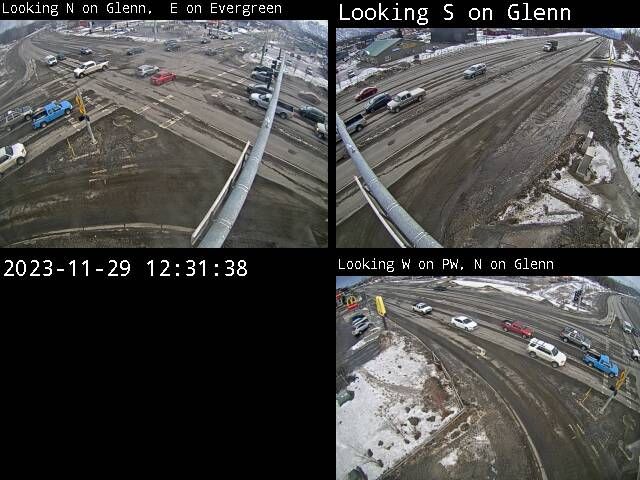 Looking N on Glenn,  E on Evergreen
Looking S on Glenn
2023-11-29 12:31:38
Looking W on PW, N on Glenn